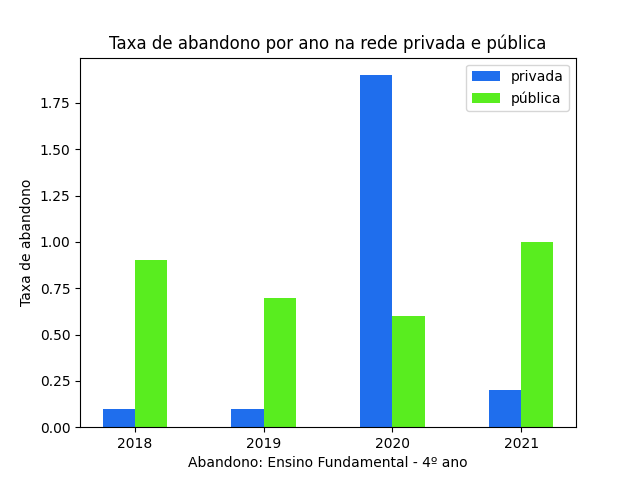 Taxa de abandono por ano na rede privada e pública
privada
pública
Taxa de abandono
1.75
1.50
1.25
1.00
0.75
0.50
0.25
0.00
2018 2019 2020 2021
Abandono: Ensino Fundamental - 4º ano